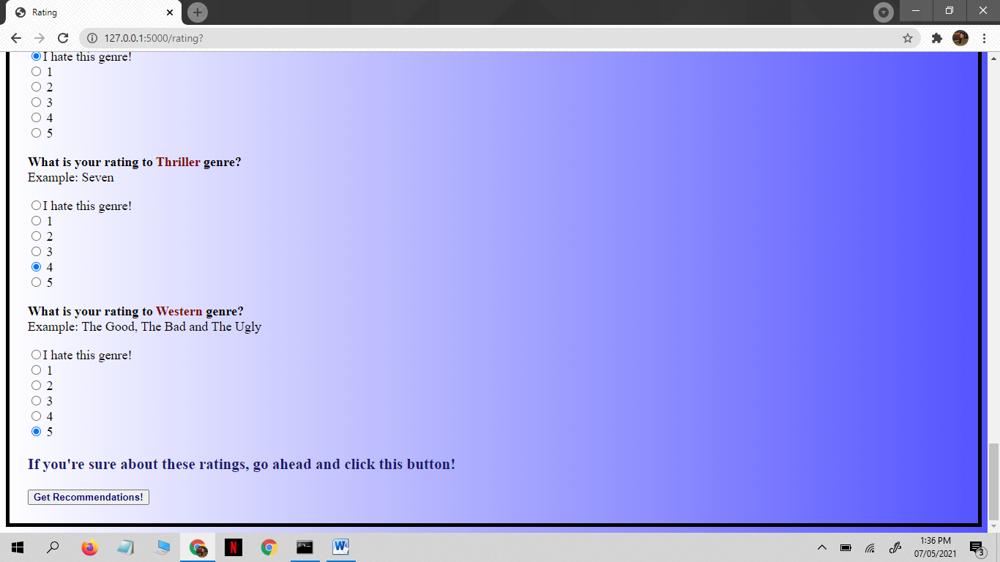 Rating
127.0.0.1:5000/rating?
I hate this genre!
1
2
3
4
5
What is your rating to Thriller genre?
Example: Seven
I hate this genre!
1
2
3
4
5
What is your rating to Western genre?
Example: The Good, The Bad and The Ugly
I hate this genre!
1
2
3
4
5
If you're sure about these ratings, go ahead and click this button!
Get Recommendations!
1:36 PM
07/05/2021
3